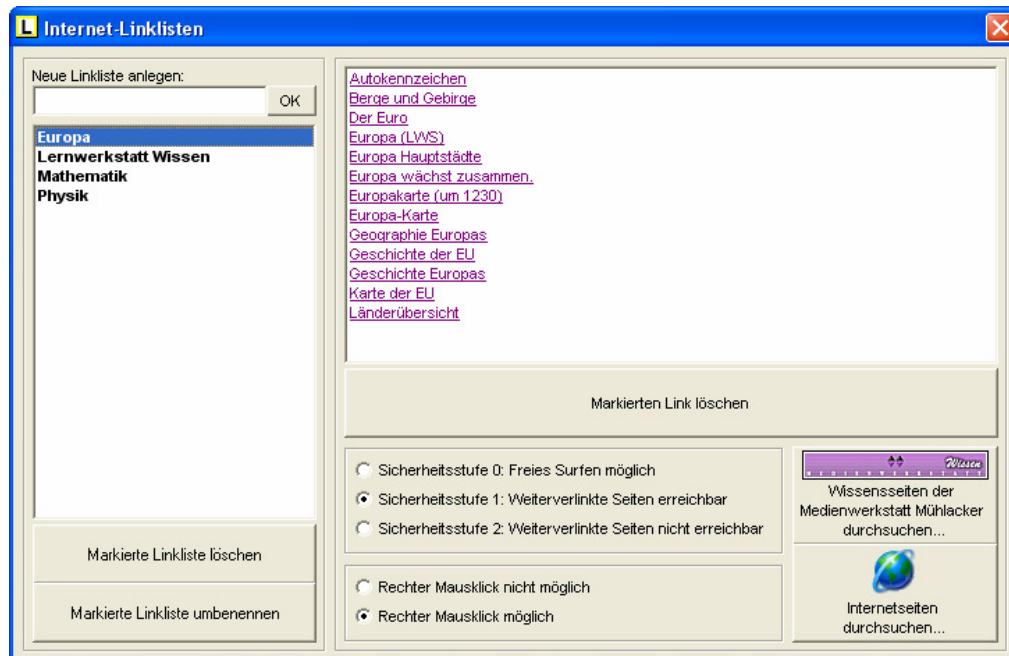 L Internet-Linklisten
Neue Linkliste anlegen:
OK
Europa
Lernwerkstatt Wissen
Mathematik
Physik
Markierte Linkliste löschen
Markierte Linkliste umbenennen
Autokennzeichen
Berge und Gebirge
Der Euro
Europa (LWS)
Europa Hauptstädte
Europa wächst zusammen.
Europakarte (um 1230)
Europa-Karte
Geographie Europas
Geschichte der EU
Geschichte Europas
Karte der EU
Länderübersicht
Markierten Link löschen
Sicherheitsstufe 0: Freies Surfen möglich
Sicherheitsstufe 1: Weiterverlinkte Seiten erreichbar
Sicherheitsstufe 2: Weiterverlinkte Seiten nicht erreichbar
Rechter Mausklick nicht möglich
Rechter Mausklick möglich
Wissen
MEDIENWERKSTATT
Wissensseiten der
Medienwerkstatt Mühlacker
durchsuchen...
Internetseiten
durchsuchen...